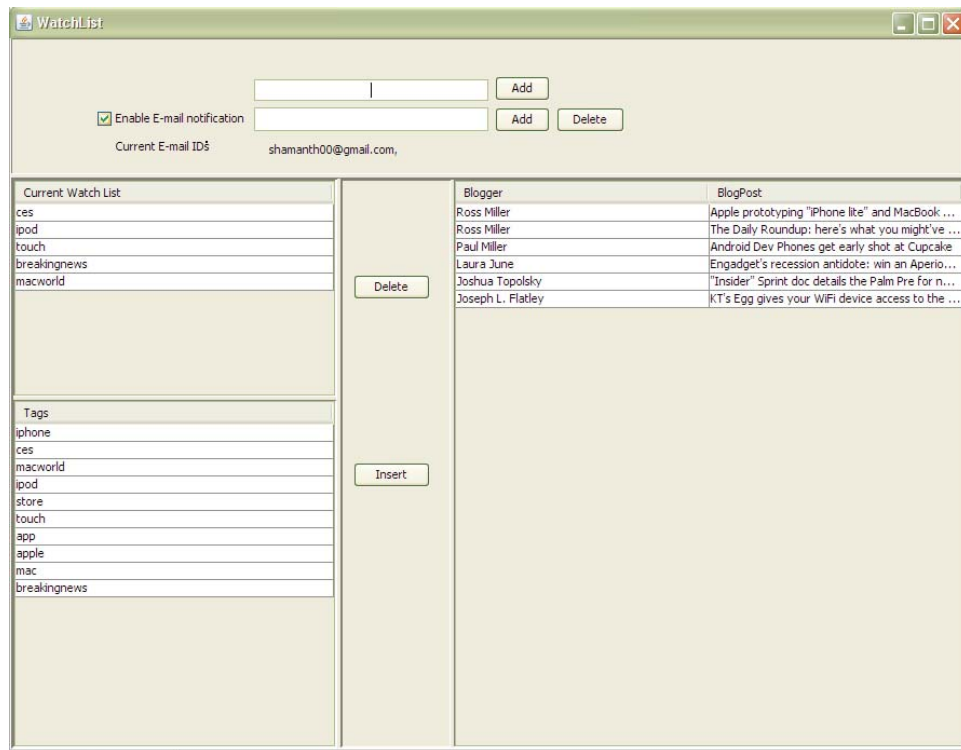 WatchList
Add
Enable E-mail notification Add Delete
Current E-mail IDs shamanth00@gmail.com,
Current Watch List
ces
ipod
touch
breakingnews
macworld
Tags
iphone
ces
macworld
ipod
store
touch
app
apple
mac
breakingnews
Delete
Insert
Blogger BlogPost
Ross Miller Apple prototyping "iPhone lite" and MacBook ...
Ross Miller The Daily Roundup: here's what you might've ...
Paul Miller Android Dev Phones get early shot at Cupcake
Laura June Engadget's recession antidote: win an Aperio...
Joshua Topolsky "Insider" Sprint doc details the Palm Pre for n...
Joseph L. Flatley KT's Egg gives your WiFi device access to the ...